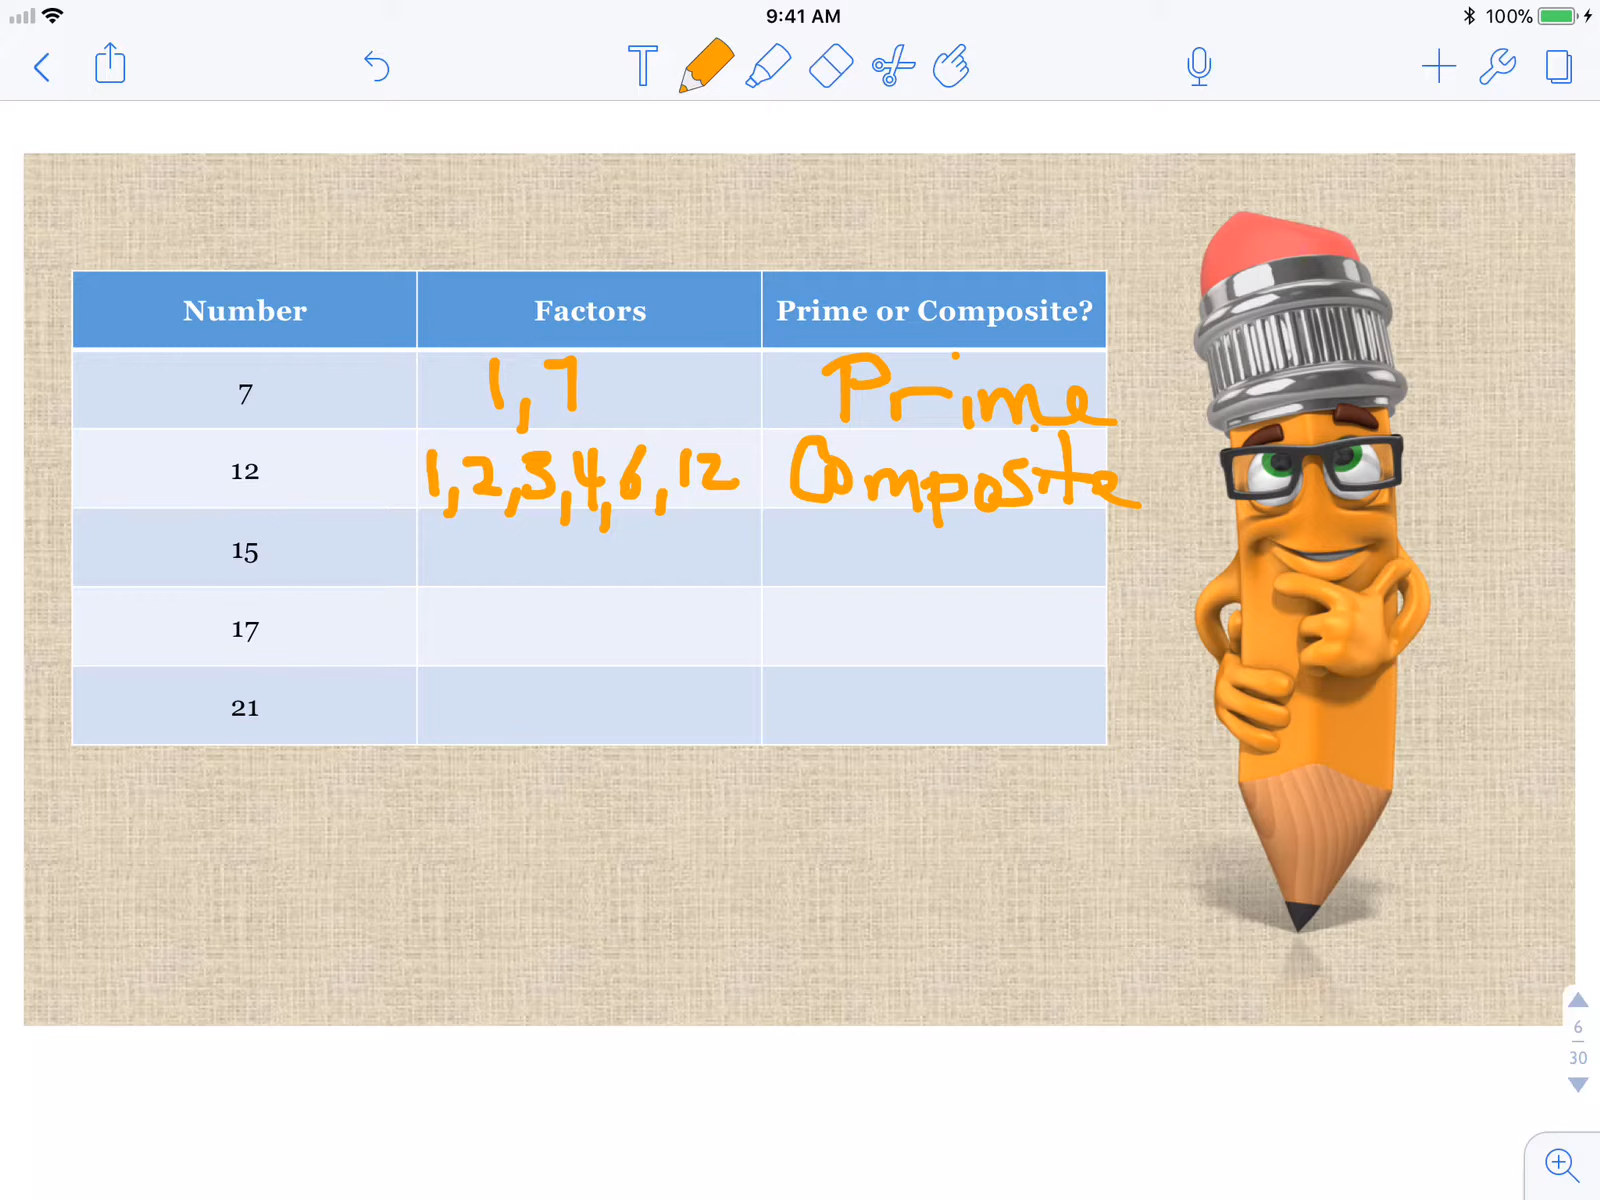 9:41 AM
100%
T
Number Factors Prime or Composite?
7 1,7 Prime
12 1,2,3,4,6,12 Composite
15
17
21
6
30